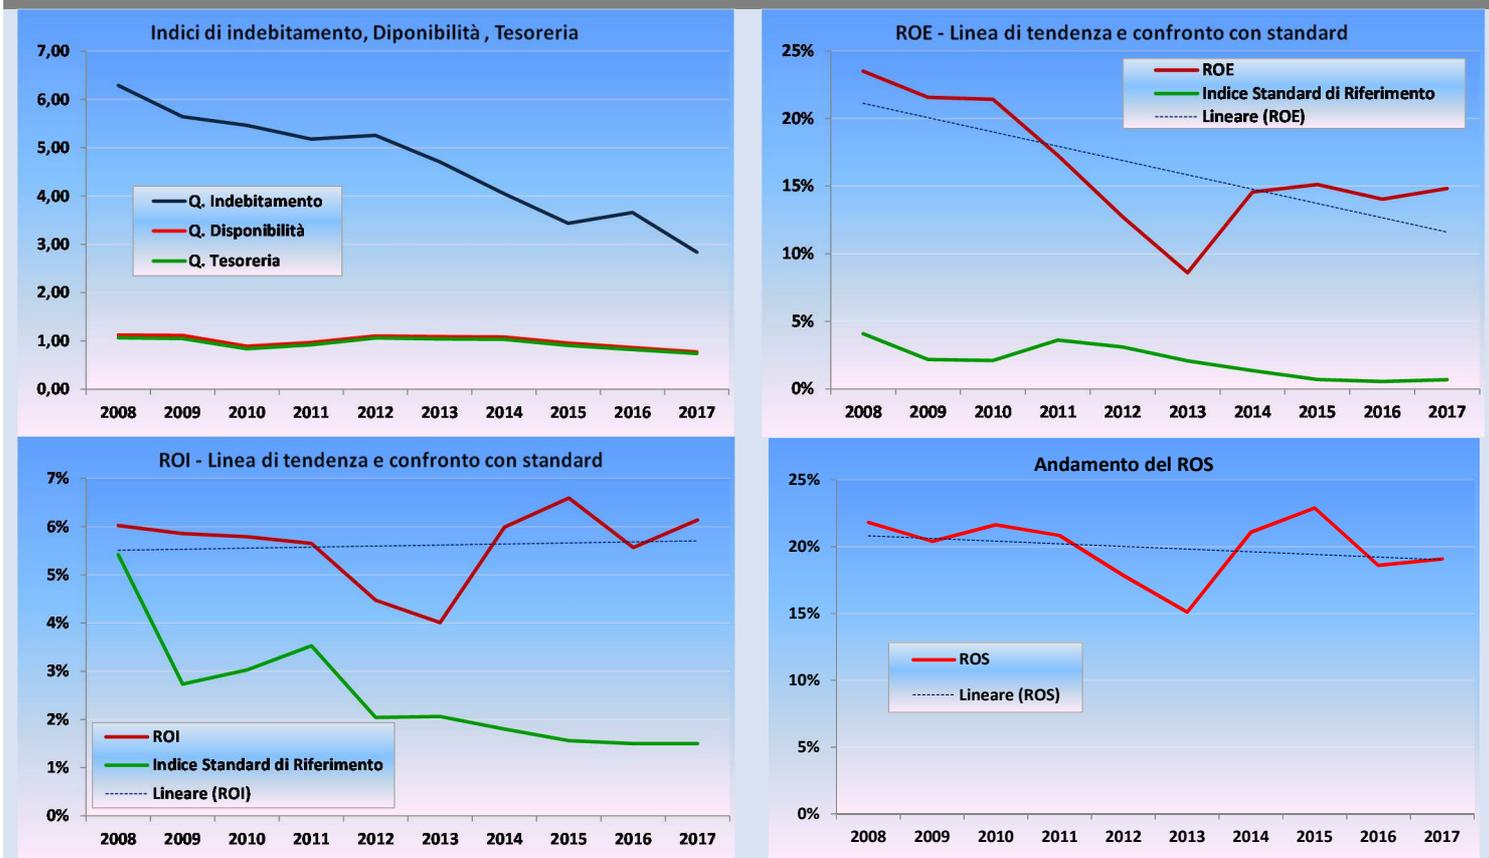 Indici di indebitamento, Diponibilità , Tesoreria
7,00
6,00
5,00
4,00
3,00
2,00
1,00
0,00
Q. Indebitamento
Q. Disponibilità
Q. Tesoreria
2008 2009 2010 2011 2012 2013 2014 2015 2016 2017
ROE - Linea di tendenza e confronto con standard
25%
20%
15%
10%
5%
0%
ROE
Indice Standard di Riferimento
Lineare (ROE)
2008 2009 2010 2011 2012 2013 2014 2015 2016 2017
ROI - Linea di tendenza e confronto con standard
7%
6%
5%
4%
3%
2%
1%
0%
ROI
Indice Standard di Riferimento
Lineare (ROI)
2008 2009 2010 2011 2012 2013 2014 2015 2016 2017
Andamento del ROS
25%
20%
15%
10%
5%
0%
ROS
Lineare (ROS)
2008 2009 2010 2011 2012 2013 2014 2015 2016 2017